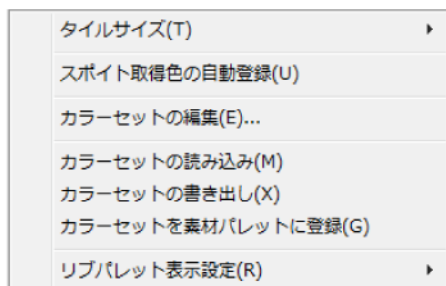 タイルサイズ(T)
スポイト取得色の自動登録(U)
カラーセットの編集(E)...
カラーセットの読み込み(M)
カラーセットの書き出し(X)
カラーセットを素材パレットに登録(G)
リブパレット表示設定(R)